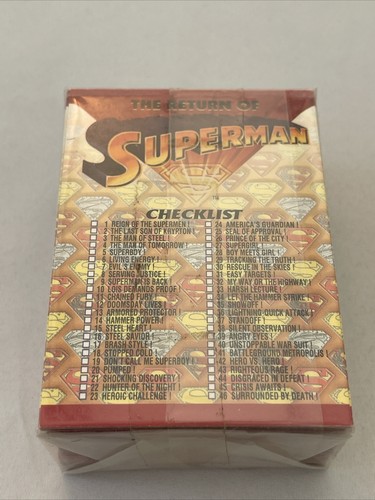 THE RETURN OF
SUPERMAN
CHECKLIST
1 REIGN OF THE SUPERMEN!
2 THE LAST SON OF KRYPTON!
3 THE MAN OF STEEL!
4 THE MAN OF TOMORROW!
5 SUPERBOY!
6 LIVING ENERGY!
7 EVIL'S ENEMY!
8 SERVING JUSTICE!
9 SUPERMAN IS BACK
10 LOIS DEMANDS PROOF!
11 CHAINED FURY!
12 DOOMSDAY LIVES!
13 ARMORED PROTECTOR!
14 HAMMER POWER!
15 STEEL HEART!
16 STEEL SAVIOR
17 BRASH STYLE!
18 STOPPED COLD!
19 DON'T CALL ME SUPERBOY!
20 PUMPED!
21 SHOCKING DISCOVERY!
22 HUNTER OF THE NIGHT!
23 HEROIC CHALLENGE!
24 AMERICA'S GUARDIAN!
25 SEAL OF APPROVAL!
26 PRINCE OF THE CITY!
27 SUPERGIRL!
28 BOY MEETS GIRL!
29 TRACKING THE TRUTH!
30 RESCUE IN THE SKIES!
31 EASY TARGETS
32 MY WAY OR THE HIGHWAY!
33 HARSH LECTURE!
34 LET THE HAMMER STRIKE!
35 SHOWOFF!
36 LIGHTNING-QUICK ATTACK!
37 STANDOFF!
38 SILENT OBSERVATION!
39 ANGRY EYES!
40 UNSTOPPABLE WAR SUIT!
41 BATTLEGROUND METROPOLIS!
42 HERO VS. HERO!
43 RIGHTEOUS RAGE!
44 DISGRACED IN DEFEAT!
45 CRISIS AWAITS!
46 SURROUNDED BY DEATH!